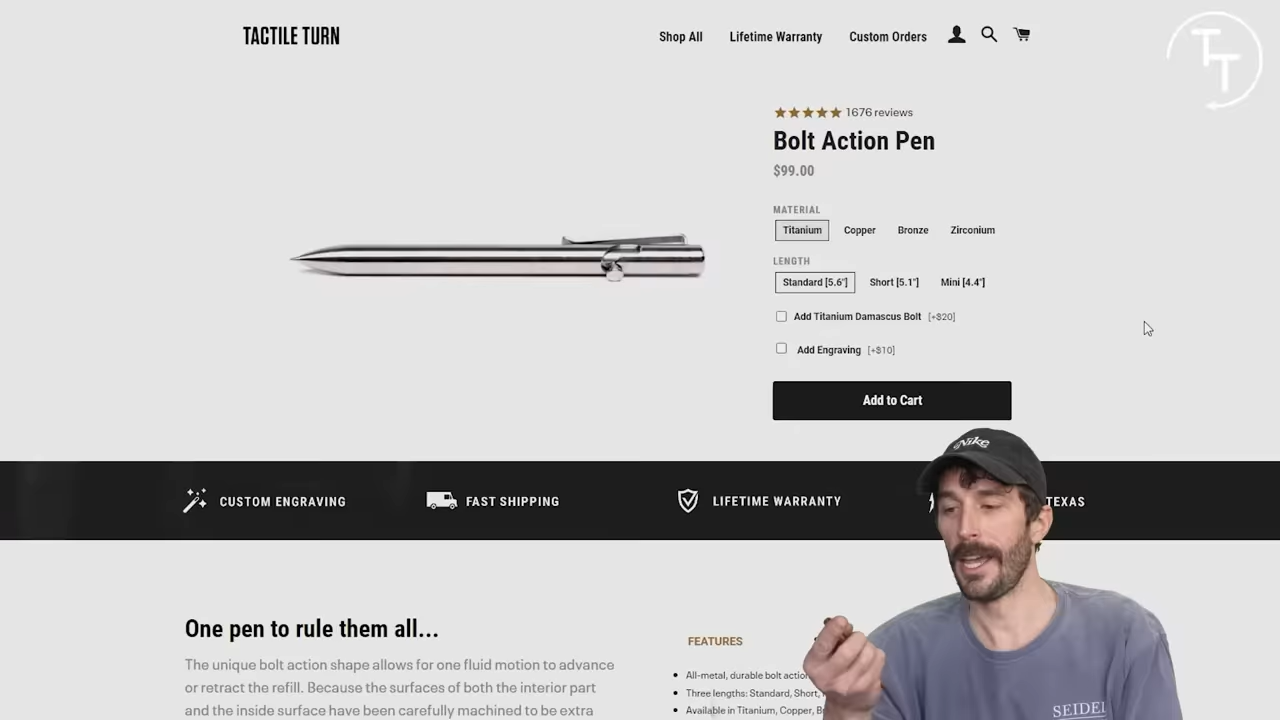 TACTILE TURN
Shop All
Lifetime Warranty
Custom Orders
TT
1676 reviews
Bolt Action Pen
$99.00
MATERIAL
Titanium Copper Bronze Zirconium
LENGTH
Standard [5.6"] Short [5.1"] Mini [4.4"]
Add Titanium Damascus Bolt [+$20]
Add Engraving [+$10]
Add to Cart
CUSTOM ENGRAVING
FAST SHIPPING
LIFETIME WARRANTY
TEXAS
Nike
One pen to rule them all...
The unique bolt action shape allows for one fluid motion to advance
or retract the refill. Because the surfaces of both the interior part
and the inside surface have been carefully machined to be extra
FEATURES
All-metal, durable bolt action
Three lengths: Standard, Short,
Available in Titanium, Copper,
SEIDEL